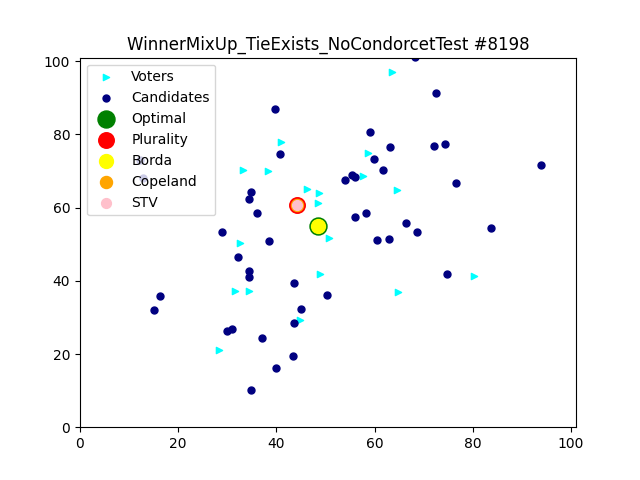 WinnerMixUp_TieExists_NoCondorcetTest #8198
Voters
Candidates
Optimal
Plurality
Borda
Copeland
STV
100
80
60
40
20
0
0 20 40 60 80 100